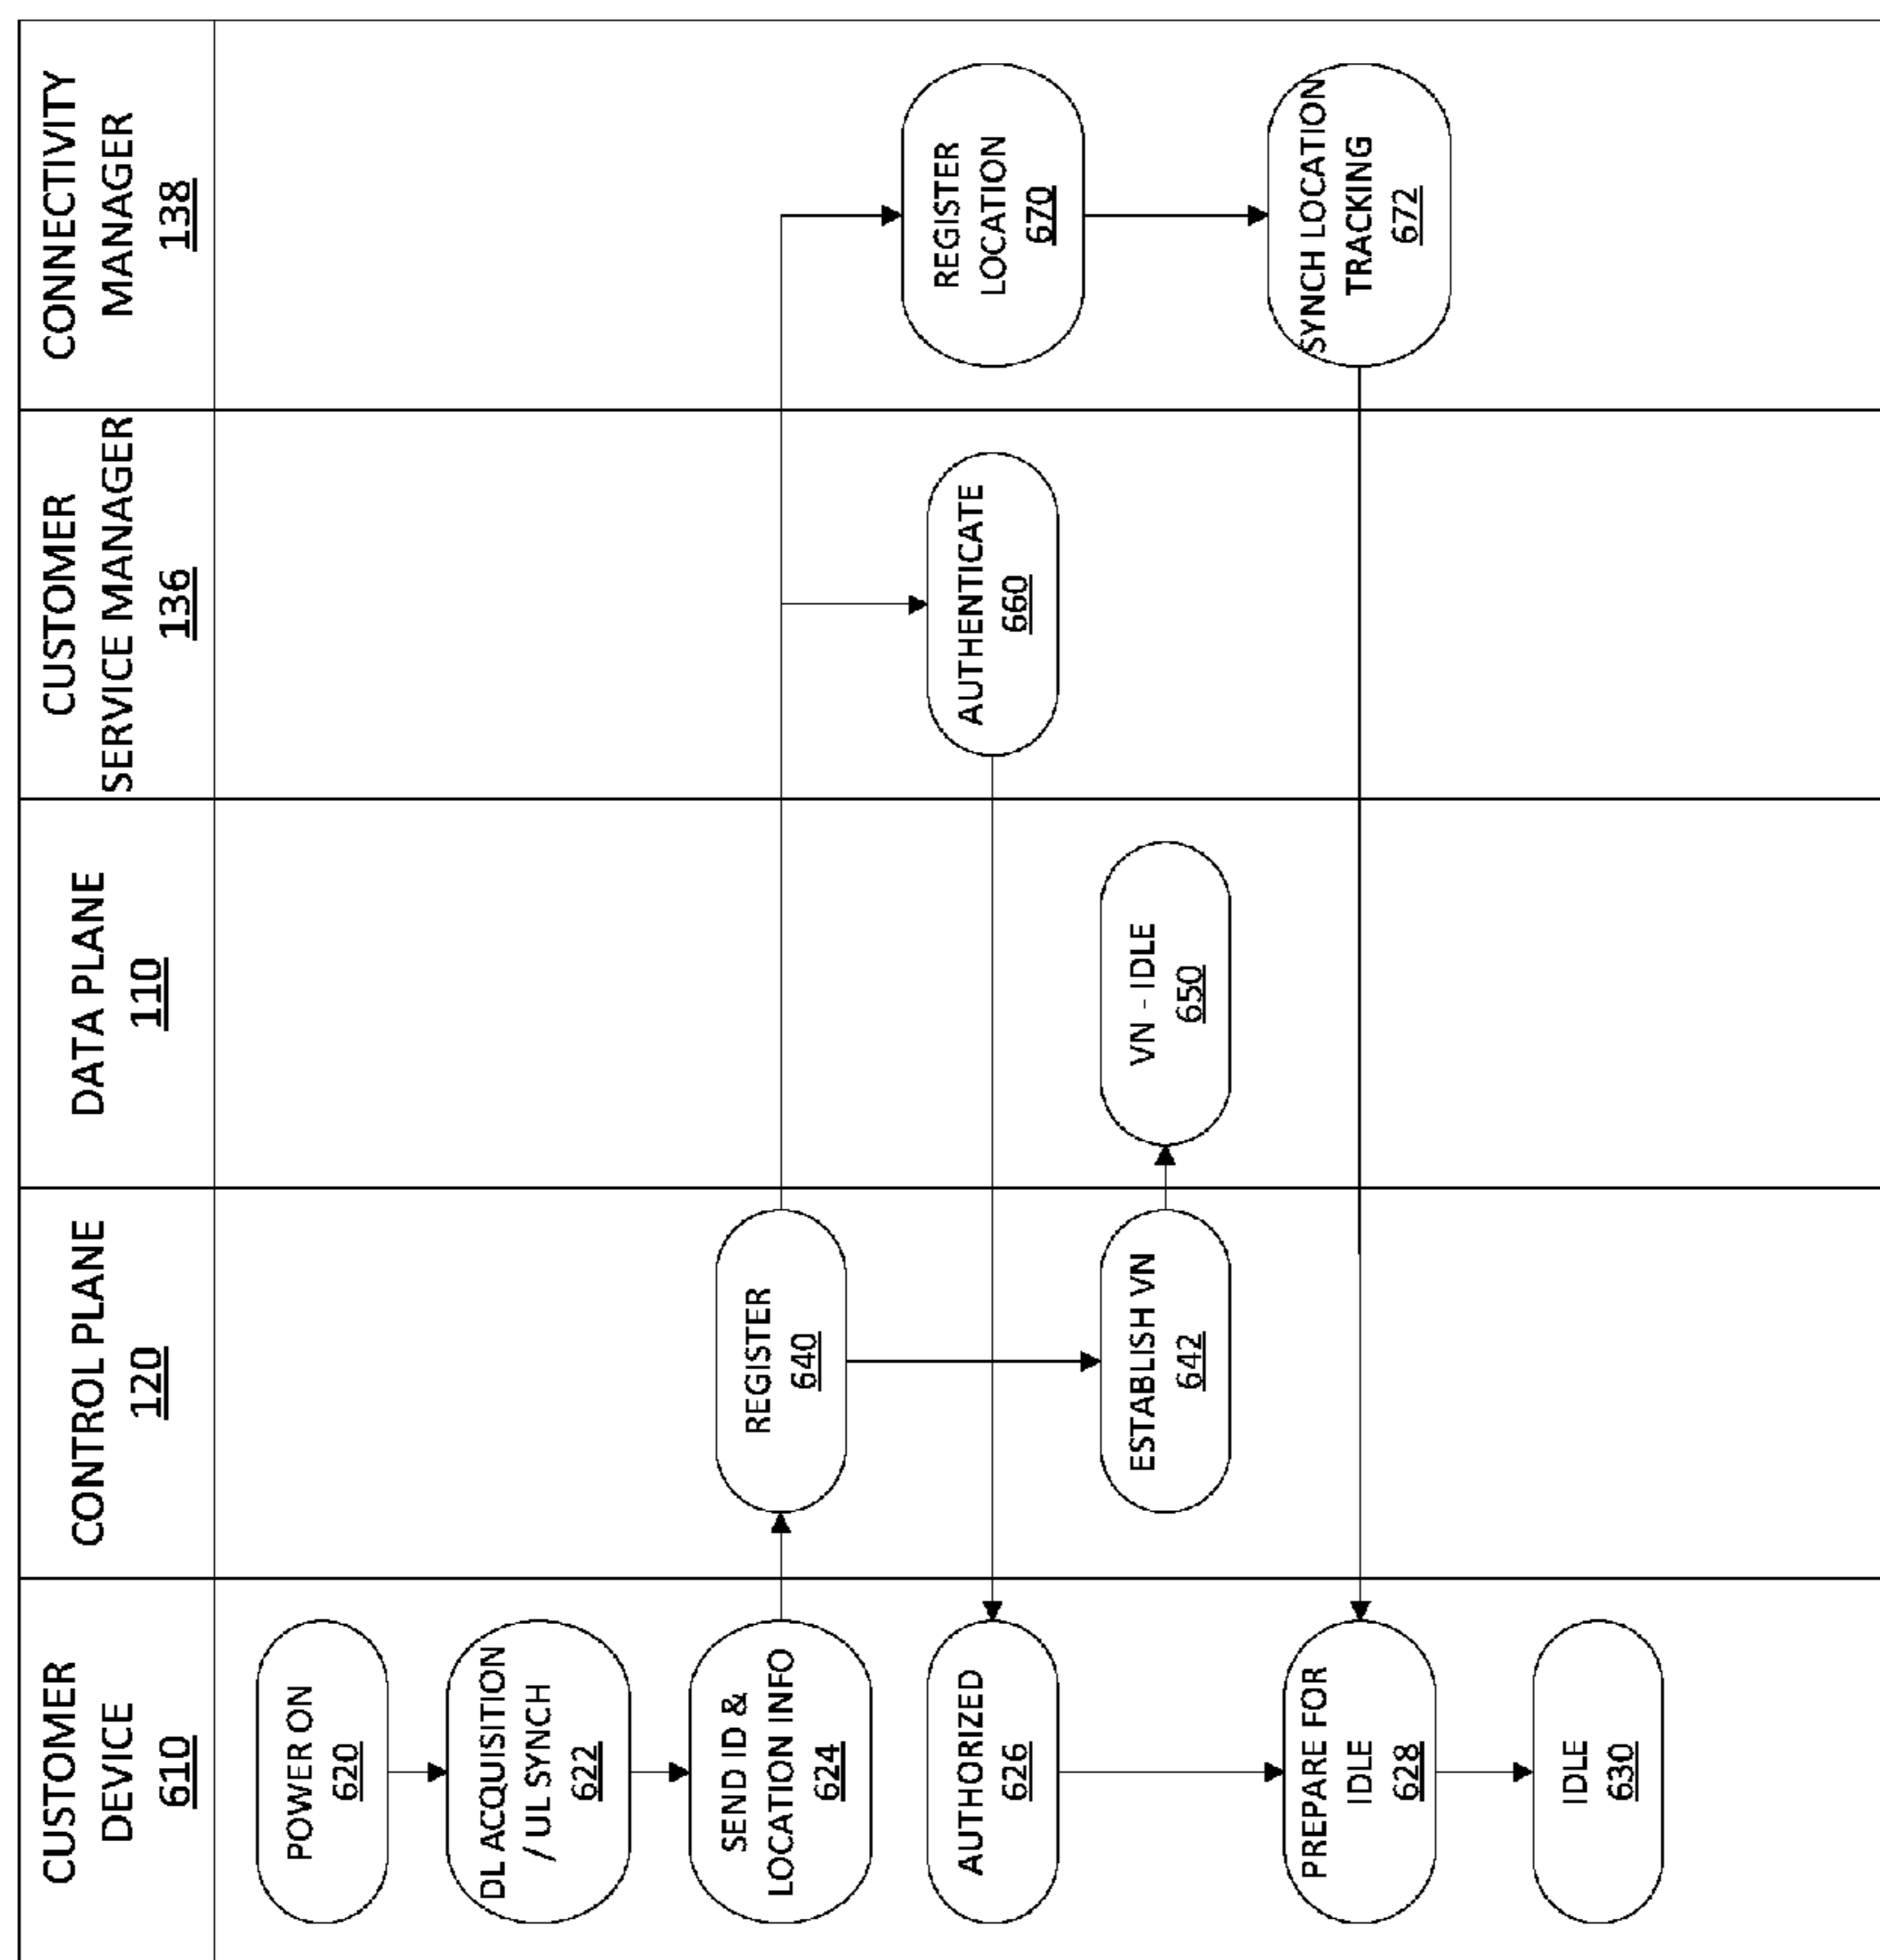 CUSTOMER
DEVICE
610
CONTROL PLANE
120
DATA PLANE
110
CUSTOMER
SERVICE MANAGER
136
CONNECTIVITY
MANAGER
138
POWER ON
620
DL ACQUISITION
/ UL SYNCH
622
SEND ID &
LOCATION INFO
624
REGISTER
640
AUTHORIZED
626
AUTHENTICATE
660
REGISTER
LOCATION
670
ESTABLISH VN
642
VN - IDLE
650
PREPARE FOR
IDLE
628
SYNCH LOCATION
TRACKING
672
IDLE
630